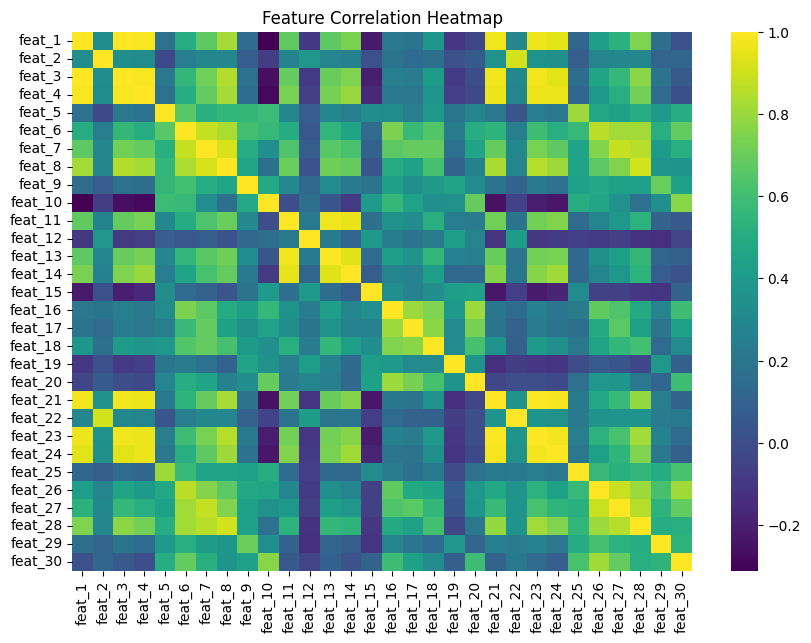 Feature Correlation Heatmap
feat_1
feat_2
feat_3
feat_4
feat_5
feat_6
feat_7
feat_8
feat_9
feat_10
feat_11
feat_12
feat_13
feat_14
feat_15
feat_16
feat_17
feat_18
feat_19
feat_20
feat_21
feat_22
feat_23
feat_24
feat_25
feat_26
feat_27
feat_28
feat_29
feat_30
feat_1
feat_2
feat_3
feat_4
feat_5
feat_6
feat_7
feat_8
feat_9
feat_10
feat_11
feat_12
feat_13
feat_14
feat_15
feat_16
feat_17
feat_18
feat_19
feat_20
feat_21
feat_22
feat_23
feat_24
feat_25
feat_26
feat_27
feat_28
feat_29
feat_30
1.0
0.8
0.6
0.4
0.2
0.0
−0.2